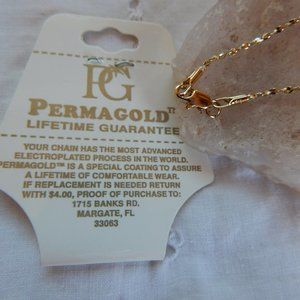 PG
PERMAGOLD TM
LIFETIME GUARANTEE
YOUR CHAIN HAS THE MOST ADVANCED
ELECTROPLATED PROCESS IN THE WORLD.
PERMAGOLD™ IS A SPECIAL COATING TO ASSURE
A LIFETIME OF COMFORTABLE WEAR.
IF REPLACEMENT IS NEEDED RETURN
WITH $4.00, PROOF OF PURCHASE TO:
1715 BANKS RD.
MARGATE, FL
33063